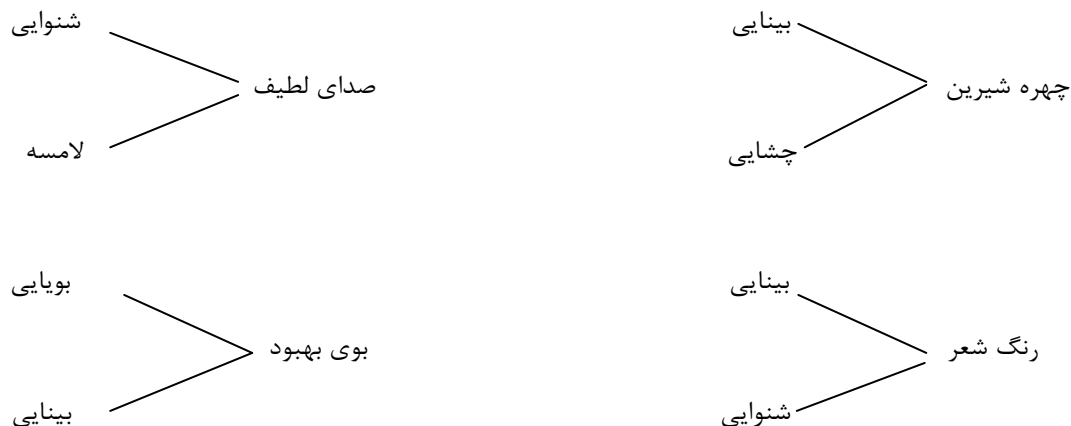 بینایی
چهره شیرین
چشایی
شنوایی
صدای لطیف
لامسه
بینایی
رنگ شعر
شنوایی
بویایی
بوی بهبود
بینایی